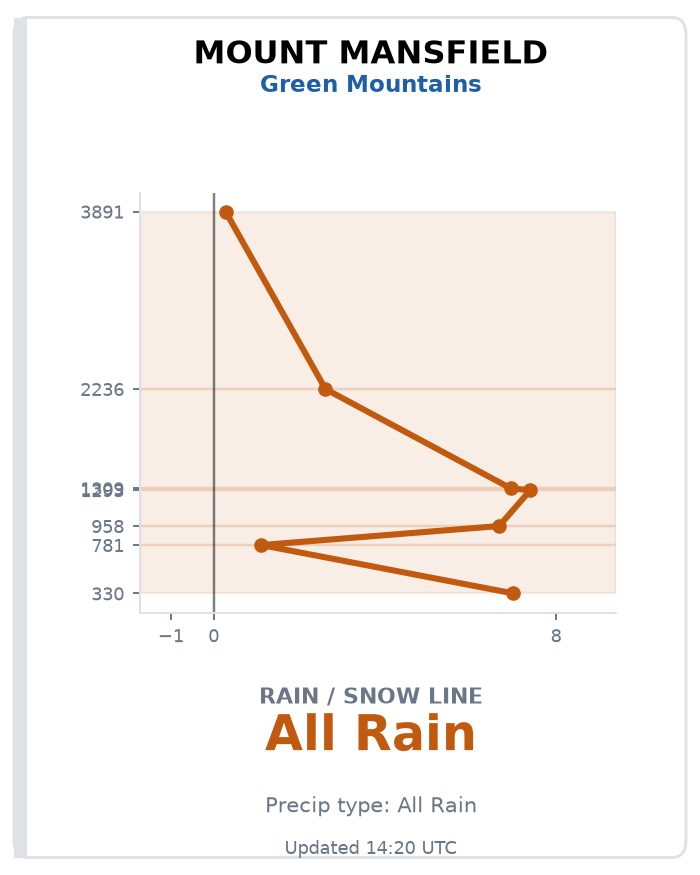 MOUNT MANSFIELD
Green Mountains
3891
2236
958
781
330
−1 0 8
RAIN / SNOW LINE
All Rain
Precip type: All Rain
Updated 14:20 UTC